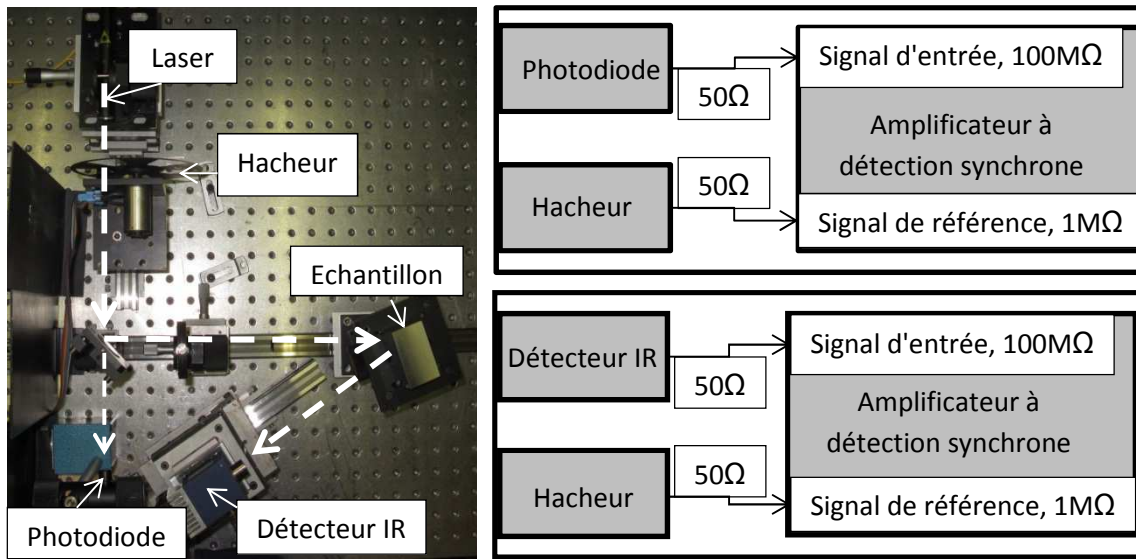 Laser
Hacheur
Echantillon
Photodiode
Détecteur IR
Photodiode
50Ω
Signal d'entrée, 100MΩ
Amplificateur à
détection synchrone
Hacheur
50Ω
Signal de référence, 1MΩ
Détecteur IR
50Ω
Signal d'entrée, 100MΩ
Amplificateur à
détection synchrone
Hacheur
50Ω
Signal de référence, 1MΩ